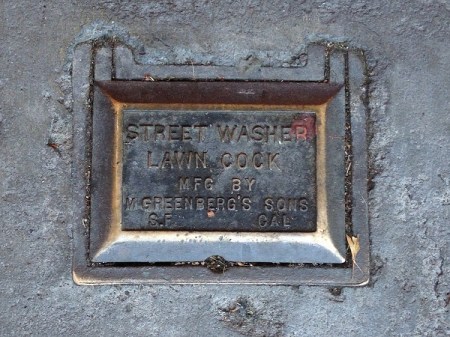 STREET WASHER
LAWN COCK
MFG BY
M. GREENBERG'S SONS
S.F. CAL